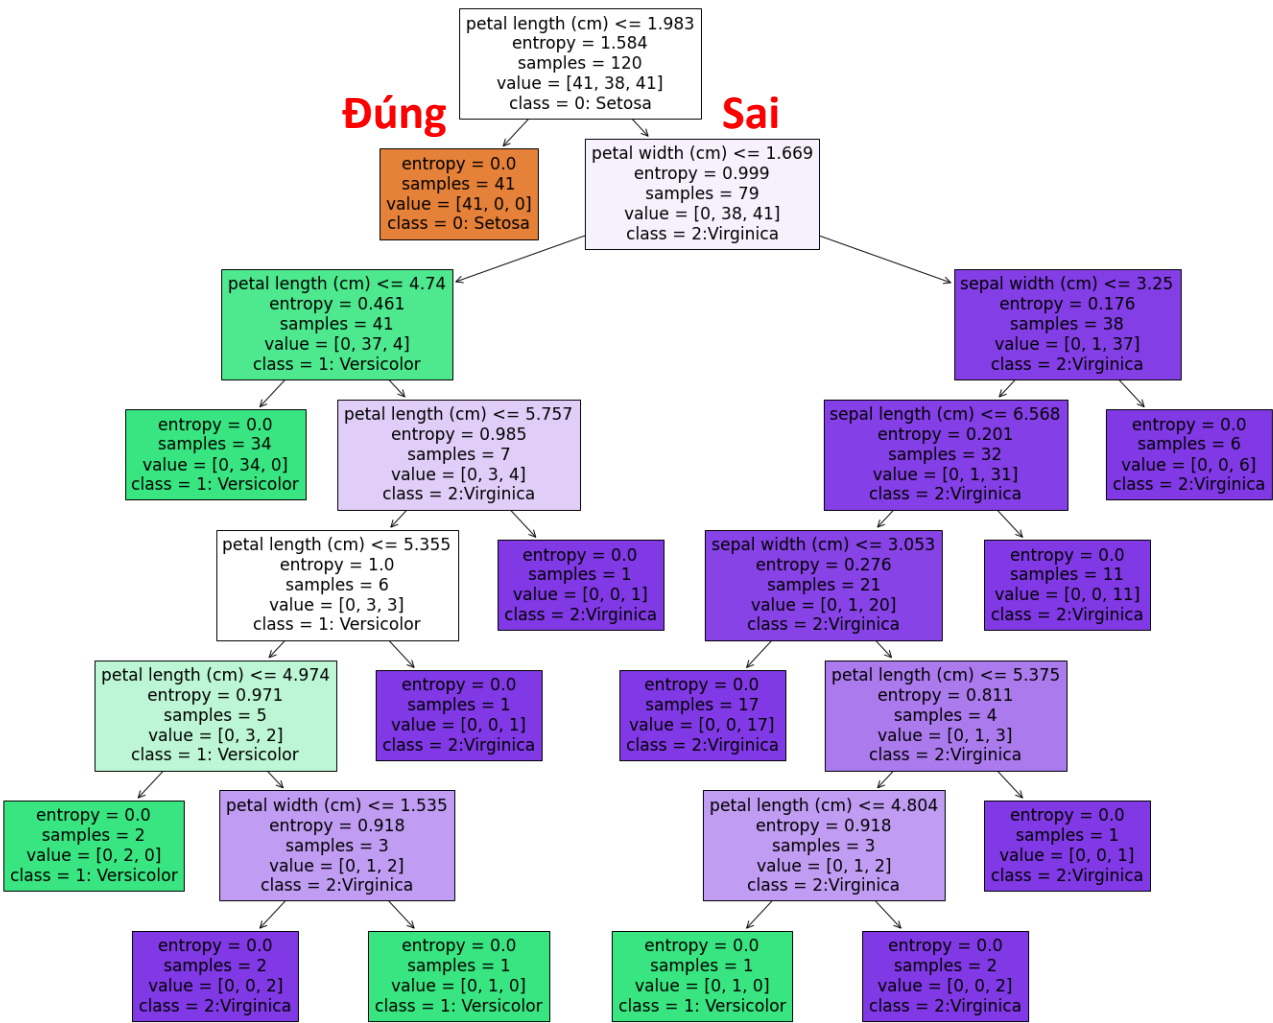 petal length (cm) <= 1.983
entropy = 1.584
samples = 120
value = [41, 38, 41]
class = 0: Setosa
Đúng
Sai
entropy = 0.0
samples = 41
value = [41, 0, 0]
class = 0: Setosa
petal width (cm) <= 1.669
entropy = 0.999
samples = 79
value = [0, 38, 41]
class = 2:Virginica
petal length (cm) <= 4.74
entropy = 0.461
samples = 41
value = [0, 37, 4]
class = 1: Versicolor
sepal width (cm) <= 3.25
entropy = 0.176
samples = 38
value = [0, 1, 37]
class = 2:Virginica
entropy = 0.0
samples = 34
value = [0, 34, 0]
class = 1: Versicolor
petal length (cm) <= 5.757
entropy = 0.985
samples = 7
value = [0, 3, 4]
class = 2:Virginica
sepal length (cm) <= 6.568
entropy = 0.201
samples = 32
value = [0, 1, 31]
class = 2:Virginica
entropy = 0.0
samples = 6
value = [0, 0, 6]
class = 2:Virginica
petal length (cm) <= 5.355
entropy = 1.0
samples = 6
value = [0, 3, 3]
class = 1: Versicolor
entropy = 0.0
samples = 1
value = [0, 0, 1]
class = 2:Virginica
sepal width (cm) <= 3.053
entropy = 0.276
samples = 21
value = [0, 1, 20]
class = 2:Virginica
entropy = 0.0
samples = 11
value = [0, 0, 11]
class = 2:Virginica
petal length (cm) <= 4.974
entropy = 0.971
samples = 5
value = [0, 3, 2]
class = 1: Versicolor
entropy = 0.0
samples = 1
value = [0, 0, 1]
class = 2:Virginica
entropy = 0.0
samples = 17
value = [0, 0, 17]
class = 2:Virginica
petal length (cm) <= 5.375
entropy = 0.811
samples = 4
value = [0, 1, 3]
class = 2:Virginica
entropy = 0.0
samples = 2
value = [0, 2, 0]
class = 1: Versicolor
petal width (cm) <= 1.535
entropy = 0.918
samples = 3
value = [0, 1, 2]
class = 2:Virginica
petal length (cm) <= 4.804
entropy = 0.918
samples = 3
value = [0, 1, 2]
class = 2:Virginica
entropy = 0.0
samples = 1
value = [0, 0, 1]
class = 2:Virginica
entropy = 0.0
samples = 2
value = [0, 0, 2]
class = 2:Virginica
entropy = 0.0
samples = 1
value = [0, 1, 0]
class = 1: Versicolor
entropy = 0.0
samples = 1
value = [0, 1, 0]
class = 1: Versicolor
entropy = 0.0
samples = 2
value = [0, 0, 2]
class = 2:Virginica